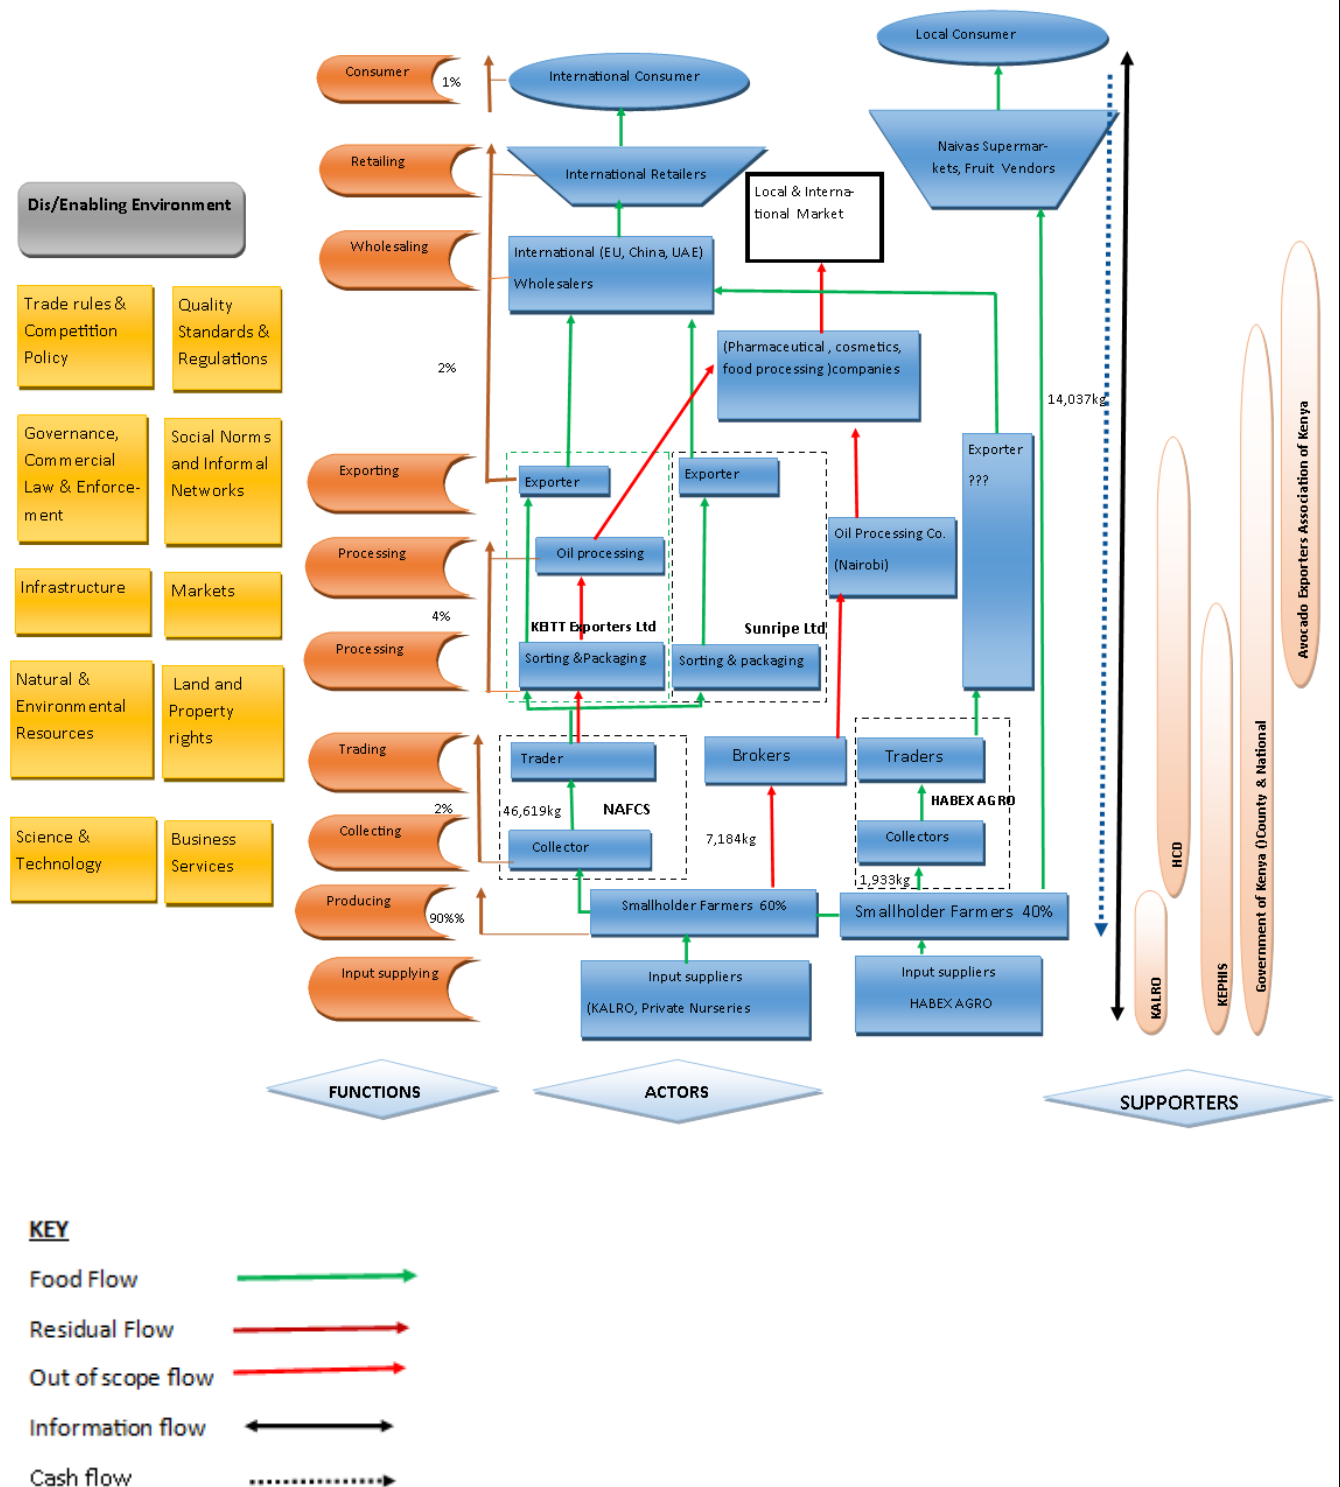 Local Consumer
Consumer
1%
International Consumer
Retailing
International Retailers
Naivas Supermar-
kets, Fruit Vendors
Local & Interna-
tional Market
Dis/Enabling Environment
Wholesaling
International (EU, China, UAE)
Wholesalers
Trade rules &
Competition
Policy
Quality
Standards &
Regulations
2%
(Pharmaceutical , cosmetics,
food processing )companies
14,037kg
Governance,
Commercial
Law & Enforce-
ment
Social Norms
and Informal
Networks
Exporting
Exporter
Exporter
Exporter
???
Processing
Oil processing
Oil Processing Co.
(Nairobi)
Infrastructure
Markets
4%
KEITT Exporters Ltd
Sunripe Ltd
Processing
Sorting &Packaging
Sorting & packaging
Natural &
Environmental
Resources
Land and
Property
rights
Trading
Trader
Brokers
Traders
2%
46,619kg
NAFCS
HABEX AGRO
Collecting
Collector
7,184kg
Collectors
Science &
Technology
Business
Services
1,933kg
Producing
90%%
Smallholder Farmers 60%
Smallholder Farmers 40%
Input supplying
Input suppliers
(KALRO, Private Nurseries
Input suppliers
HABEX AGRO
KALRO
HCD
KEPHIS
Government of Kenya ()County & National
Avocado Exporters Association of Kenya
FUNCTIONS
ACTORS
SUPPORTERS
KEY
Food Flow
Residual Flow
Out of scope flow
Information flow
Cash flow